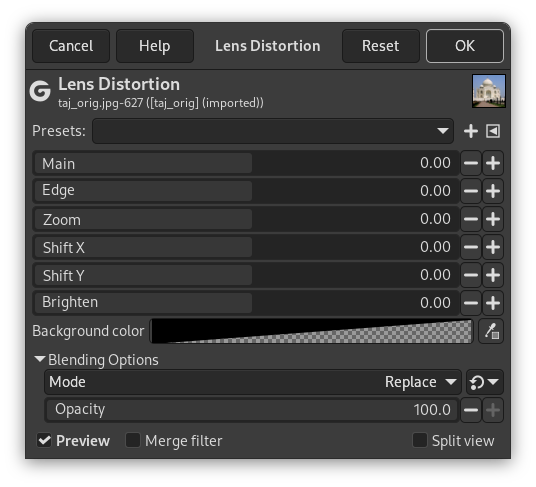 Cancel Help Lens Distortion Reset OK
Lens Distortion
taj_orig.jpg-627 ([taj_orig] (imported))
Presets:
Main 0.00
Edge 0.00
Zoom 0.00
Shift X 0.00
Shift Y 0.00
Brighten 0.00
Background color
Blending Options
Mode Replace
Opacity 100.0
Preview Merge filter Split view